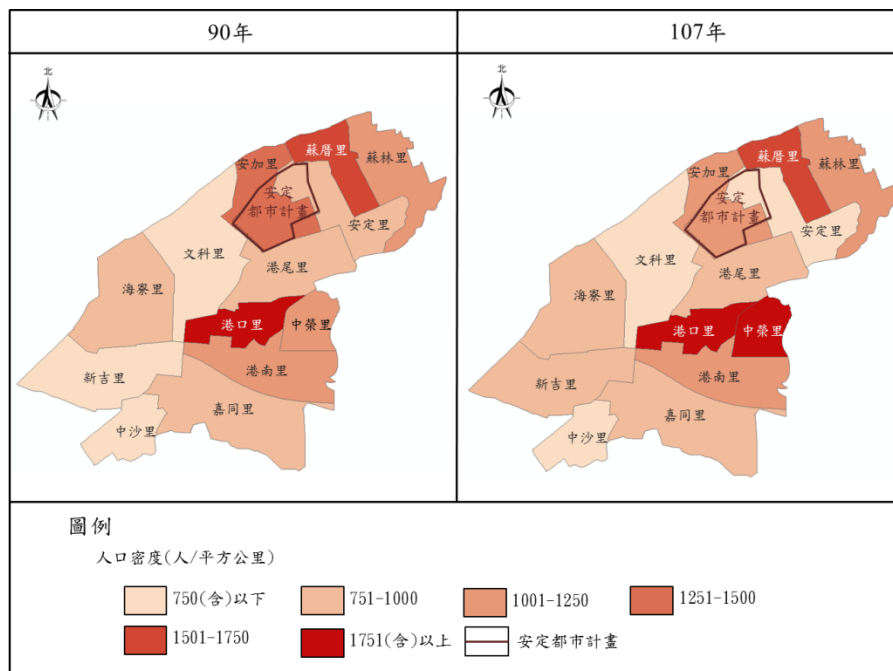 90年
107年
北
北
蘇厝里
安加里
蘇林里
安定
都市計畫
安定里
文科里
港尾里
海寮里
港口里
中榮里
新吉里
港南里
嘉同里
中沙里
蘇厝里
安加里
蘇林里
安定
都市計畫
安定里
文科里
港尾里
海寮里
港口里
中榮里
新吉里
港南里
嘉同里
中沙里
圖例
人口密度(人/平方公里)
750(含)以下
751-1000
1001-1250
1251-1500
1501-1750
1751(含)以上
安定都市計畫